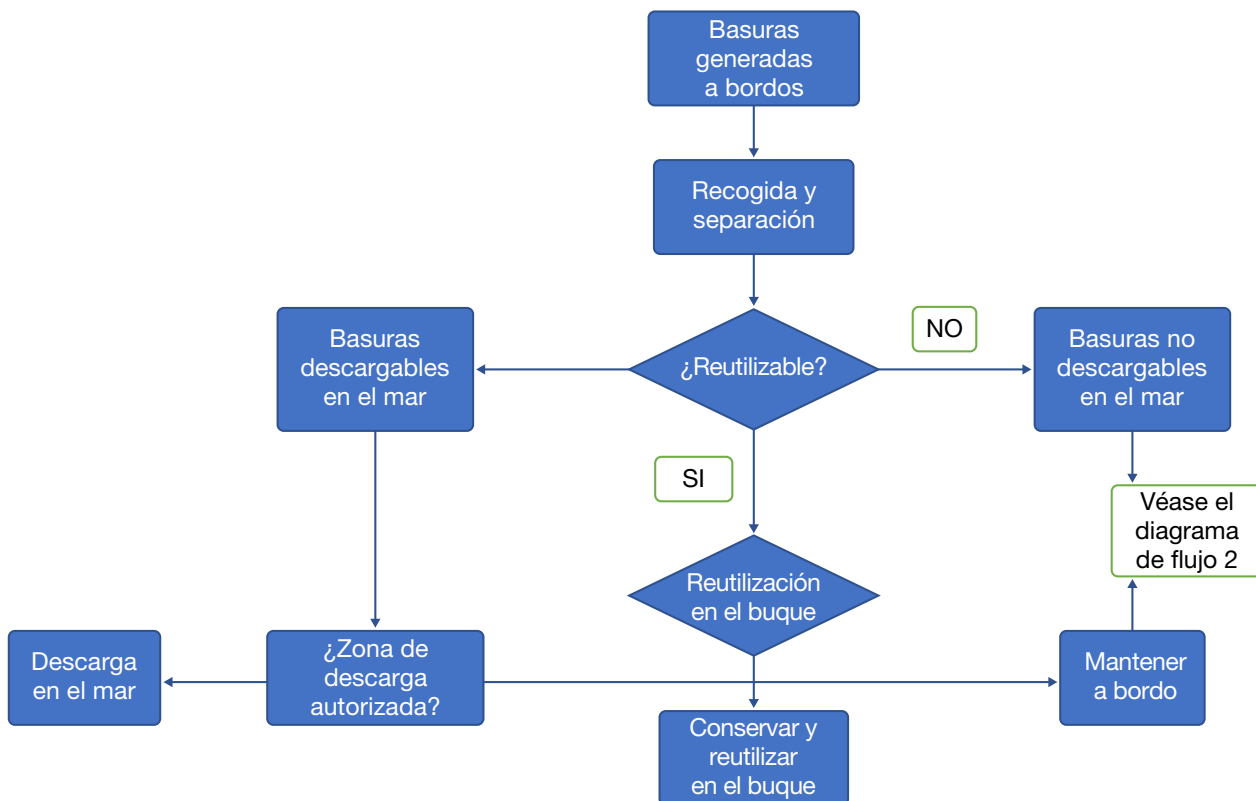 Basuras
generadas
a bordos
Recogida y
separación
Basuras
descargables
en el mar
¿Reutilizable?
NO
Basuras no
descargables
en el mar
SI
Véase el
diagrama
de flujo 2
Reutilización
en el buque
Descarga
en el mar
¿Zona de
descarga
autorizada?
Mantener
a bordo
Conservar y
reutilizar
en el buque